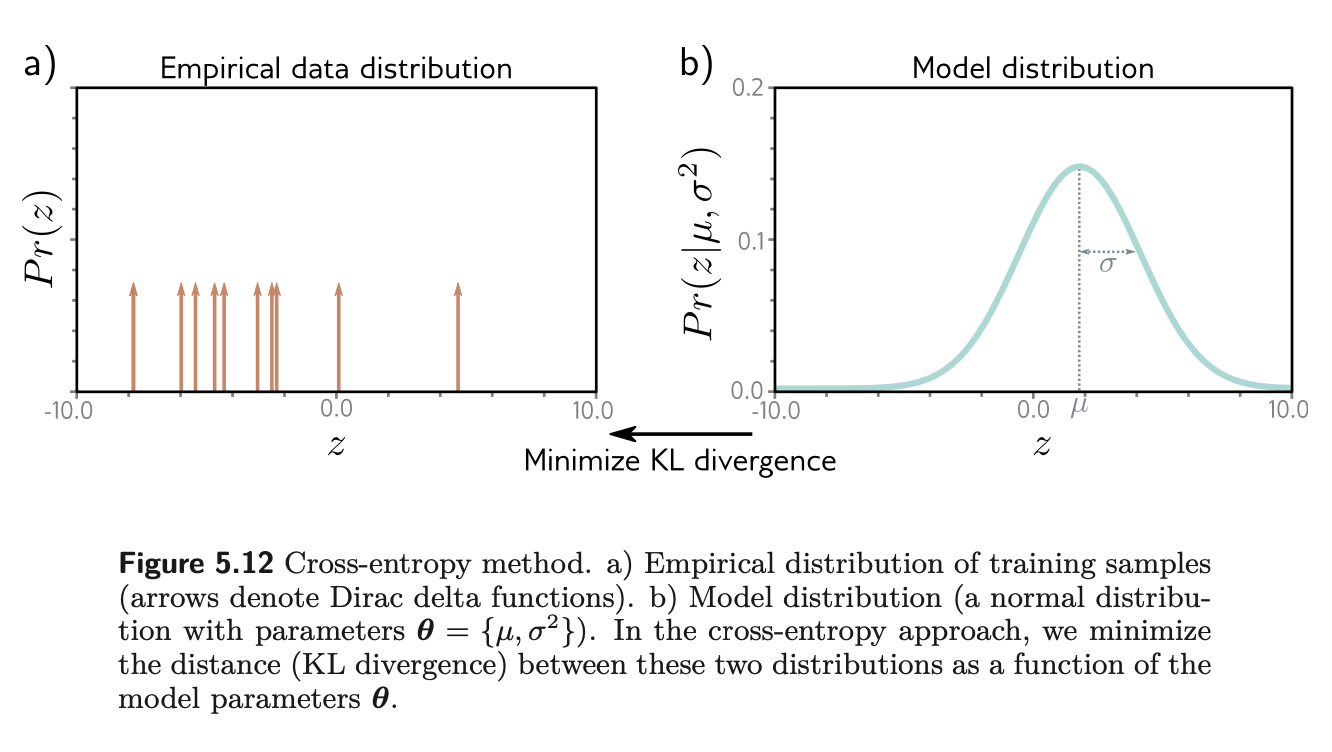 a)
Empirical data distribution
Pr(z)
-10.0
0.0
10.0
z
b)
Model distribution
Pr(z|μ, σ²)
0.2
0.1
0.0
σ
-10.0
0.0
μ
10.0
z
Minimize KL divergence
Figure 5.12 Cross-entropy method. a) Empirical distribution of training samples
(arrows denote Dirac delta functions). b) Model distribution (a normal distribu-
tion with parameters θ = {μ, σ²}). In the cross-entropy approach, we minimize
the distance (KL divergence) between these two distributions as a function of the
model parameters θ.